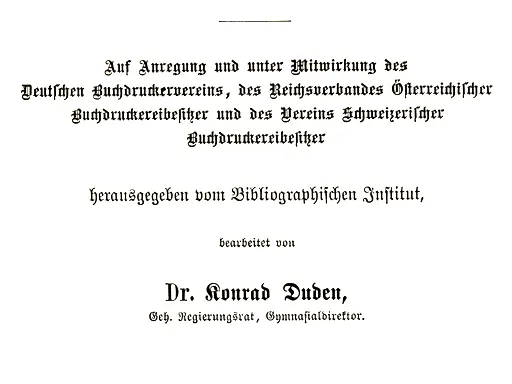 Auf Anregung und unter Mitwirkung des
Deutschen Buchdruckervereins, des Reichsverbandes Österreichischer
Buchdruckereibesitzer und des Vereins Schweizerischer
Buchdruckereibesitzer
herausgegeben vom Bibliographischen Institut,
bearbeitet von
Dr. Konrad Duden,
Geh. Regierungsrat, Gymnasialdirektor.